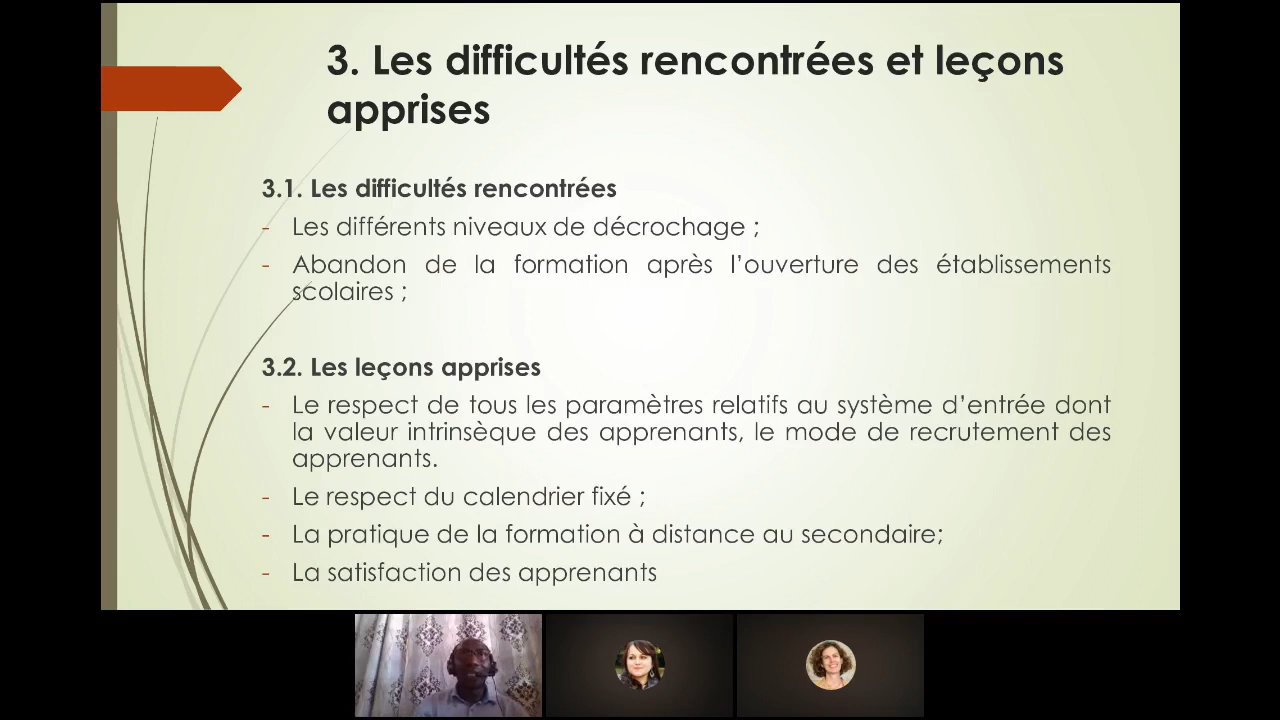 3. Les difficultés rencontrées et leçons
apprises
3.1. Les difficultés rencontrées
- Les différents niveaux de décrochage ;
- Abandon de la formation après l’ouverture des établissements
scolaires ;
3.2. Les leçons apprises
- Le respect de tous les paramètres relatifs au système d’entrée dont
la valeur intrinsèque des apprenants, le mode de recrutement des
apprenants.
- Le respect du calendrier fixé ;
- La pratique de la formation à distance au secondaire;
- La satisfaction des apprenants